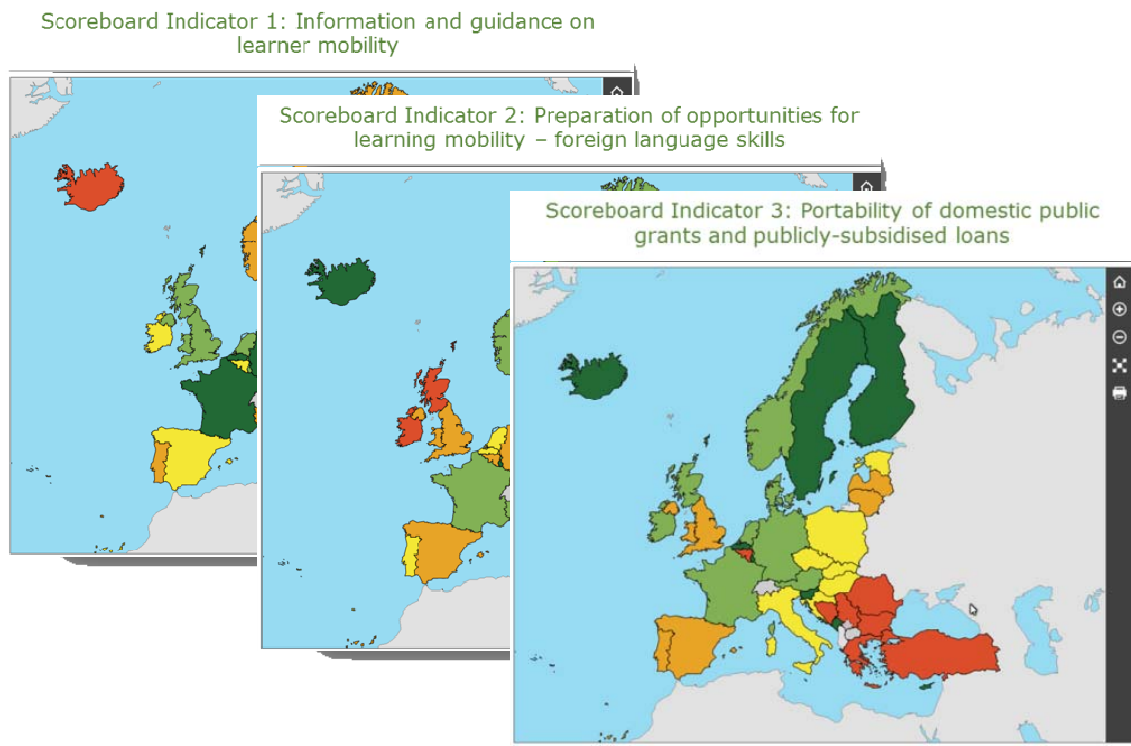 Scoreboard Indicator 1: Information and guidance on
learner mobility
Scoreboard Indicator 2: Preparation of opportunities for
learning mobility – foreign language skills
Scoreboard Indicator 3: Portability of domestic public
grants and publicly-subsidised loans